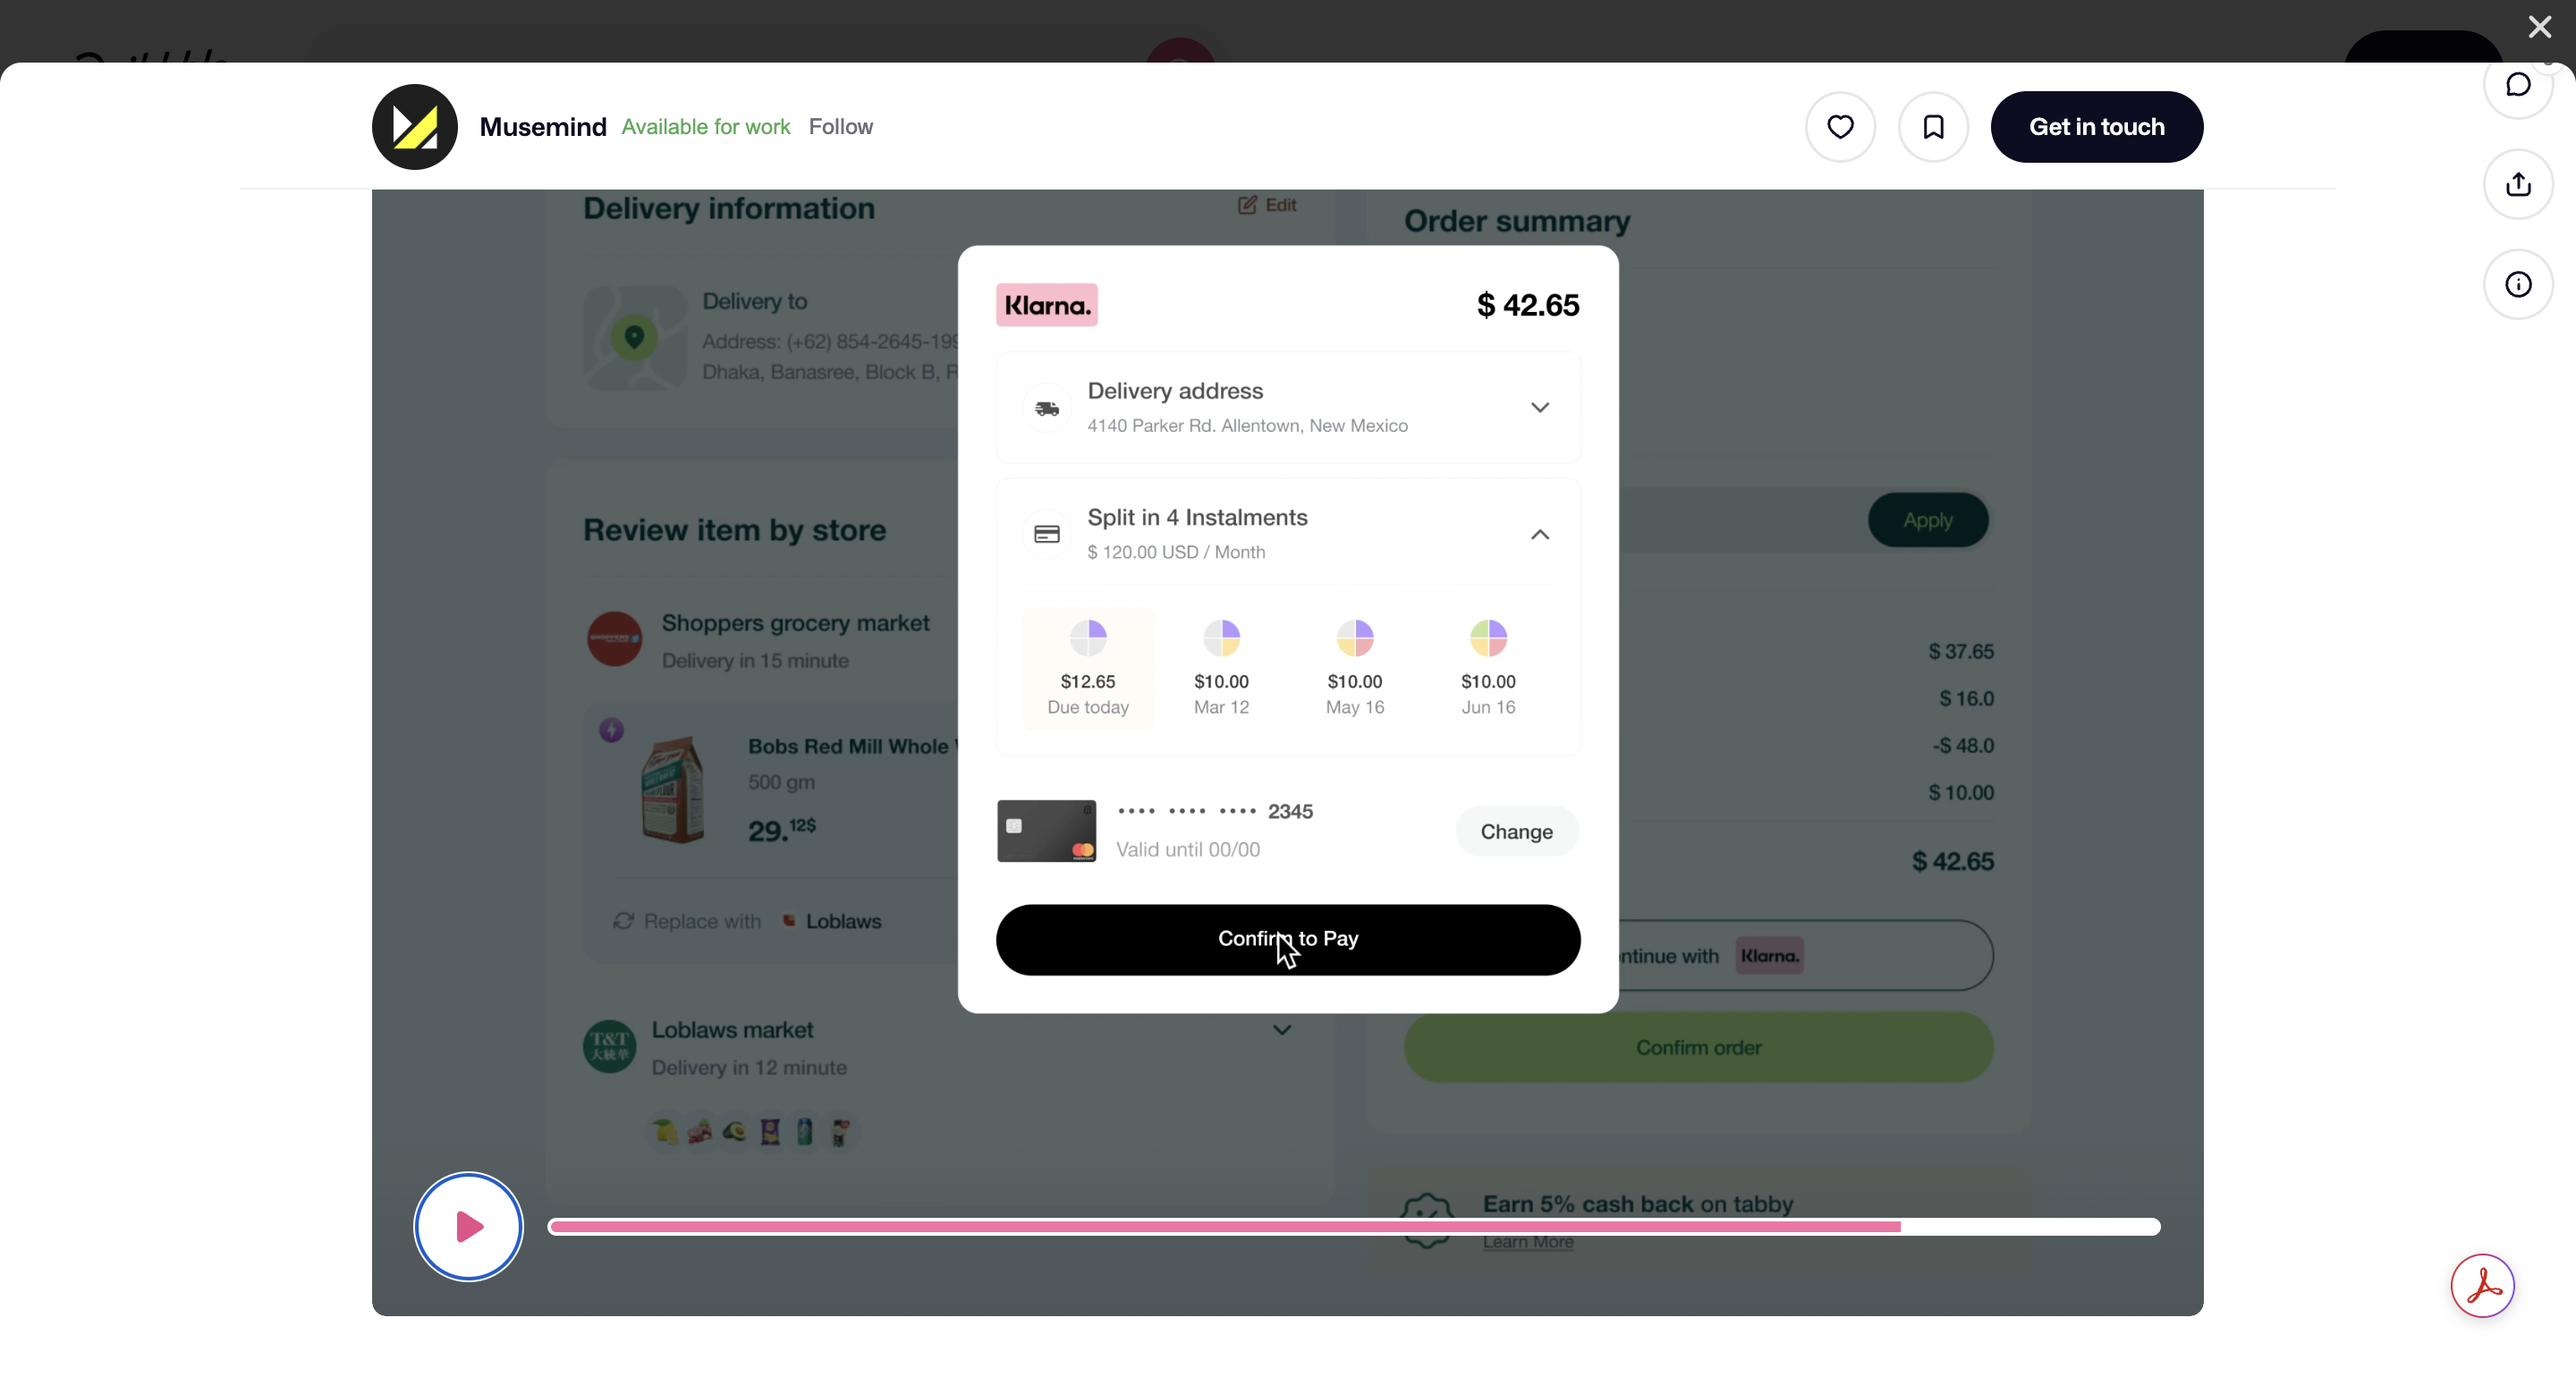 Musemind Available for work Follow
Get in touch
Delivery information
Edit
Delivery to
Address: (+62) 854-2645-199
Dhaka, Banasree, Block B,
Review item by store
Shoppers grocery market
Delivery in 15 minute
Bobs Red Mill Whole
500 gm
29.12$
Replace with Loblaws
T&T
大統華
Loblaws market
Delivery in 12 minute
Klarna.
$ 42.65
Delivery address
4140 Parker Rd. Allentown, New Mexico
Split in 4 Instalments
$ 120.00 USD / Month
$12.65
Due today
$10.00
Mar 12
$10.00
May 16
$10.00
Jun 16
•••• •••• •••• 2345
Valid until 00/00
Change
Confirm to Pay
Order summary
Apply
$ 37.65
$ 16.0
-$ 48.0
$ 10.00
$ 42.65
ntinue with Klarna.
Confirm order
Earn 5% cash back on tabby
Learn More